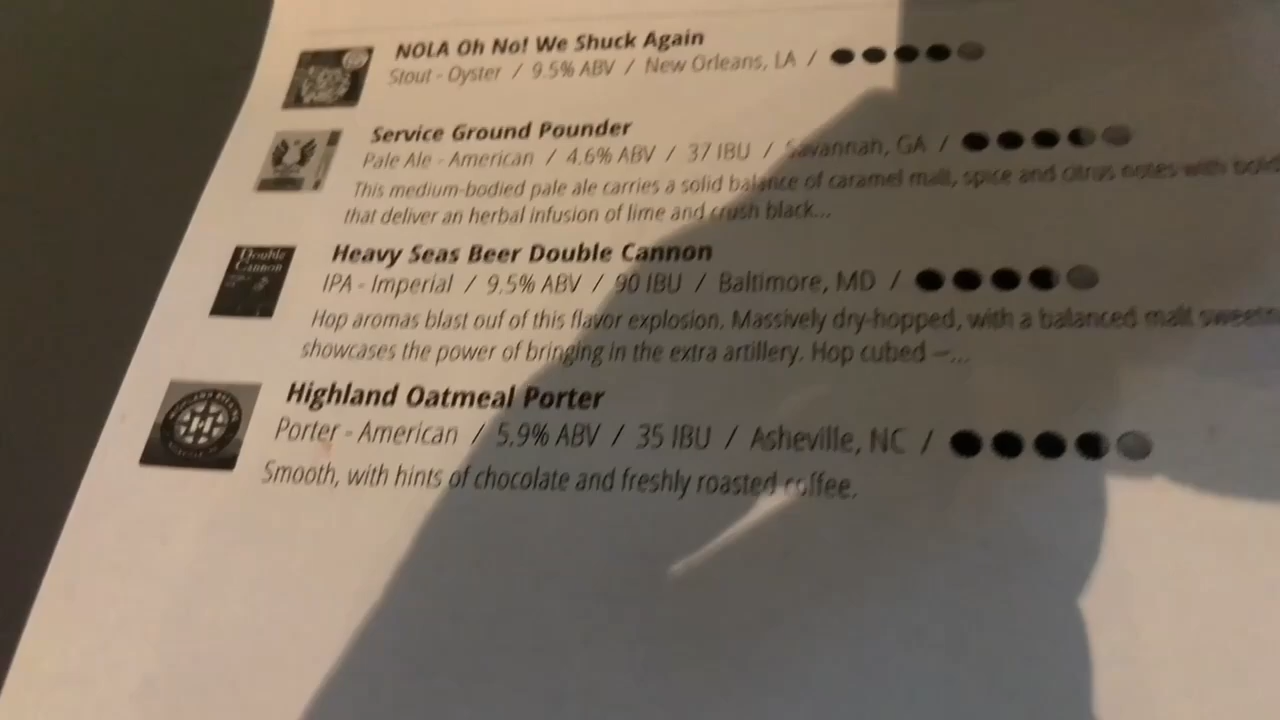 NOLA Oh No! We Shuck Again
Stout - Oyster / 9.5% ABV / New Orleans, LA /
Service Ground Pounder
Pale Ale - American / 4.6% ABV / 37 IBU / Savannah, GA /
This medium-bodied pale ale carries a solid balance of caramel malt, spice and citrus notes with
that deliver an herbal infusion of lime and crush black...
Heavy Seas Beer Double Cannon
Double
Cannon
IPA - Imperial / 9.5% ABV / 90 IBU / Baltimore, MD /
Hop aromas blast out of this flavor explosion. Massively dry-hopped, with a balanced malt
showcases the power of bringing in the extra artillery. Hop cubed –...
Highland Oatmeal Porter
Porter - American / 5.9% ABV / 35 IBU / Asheville, NC /
Smooth, with hints of chocolate and freshly roasted coffee.